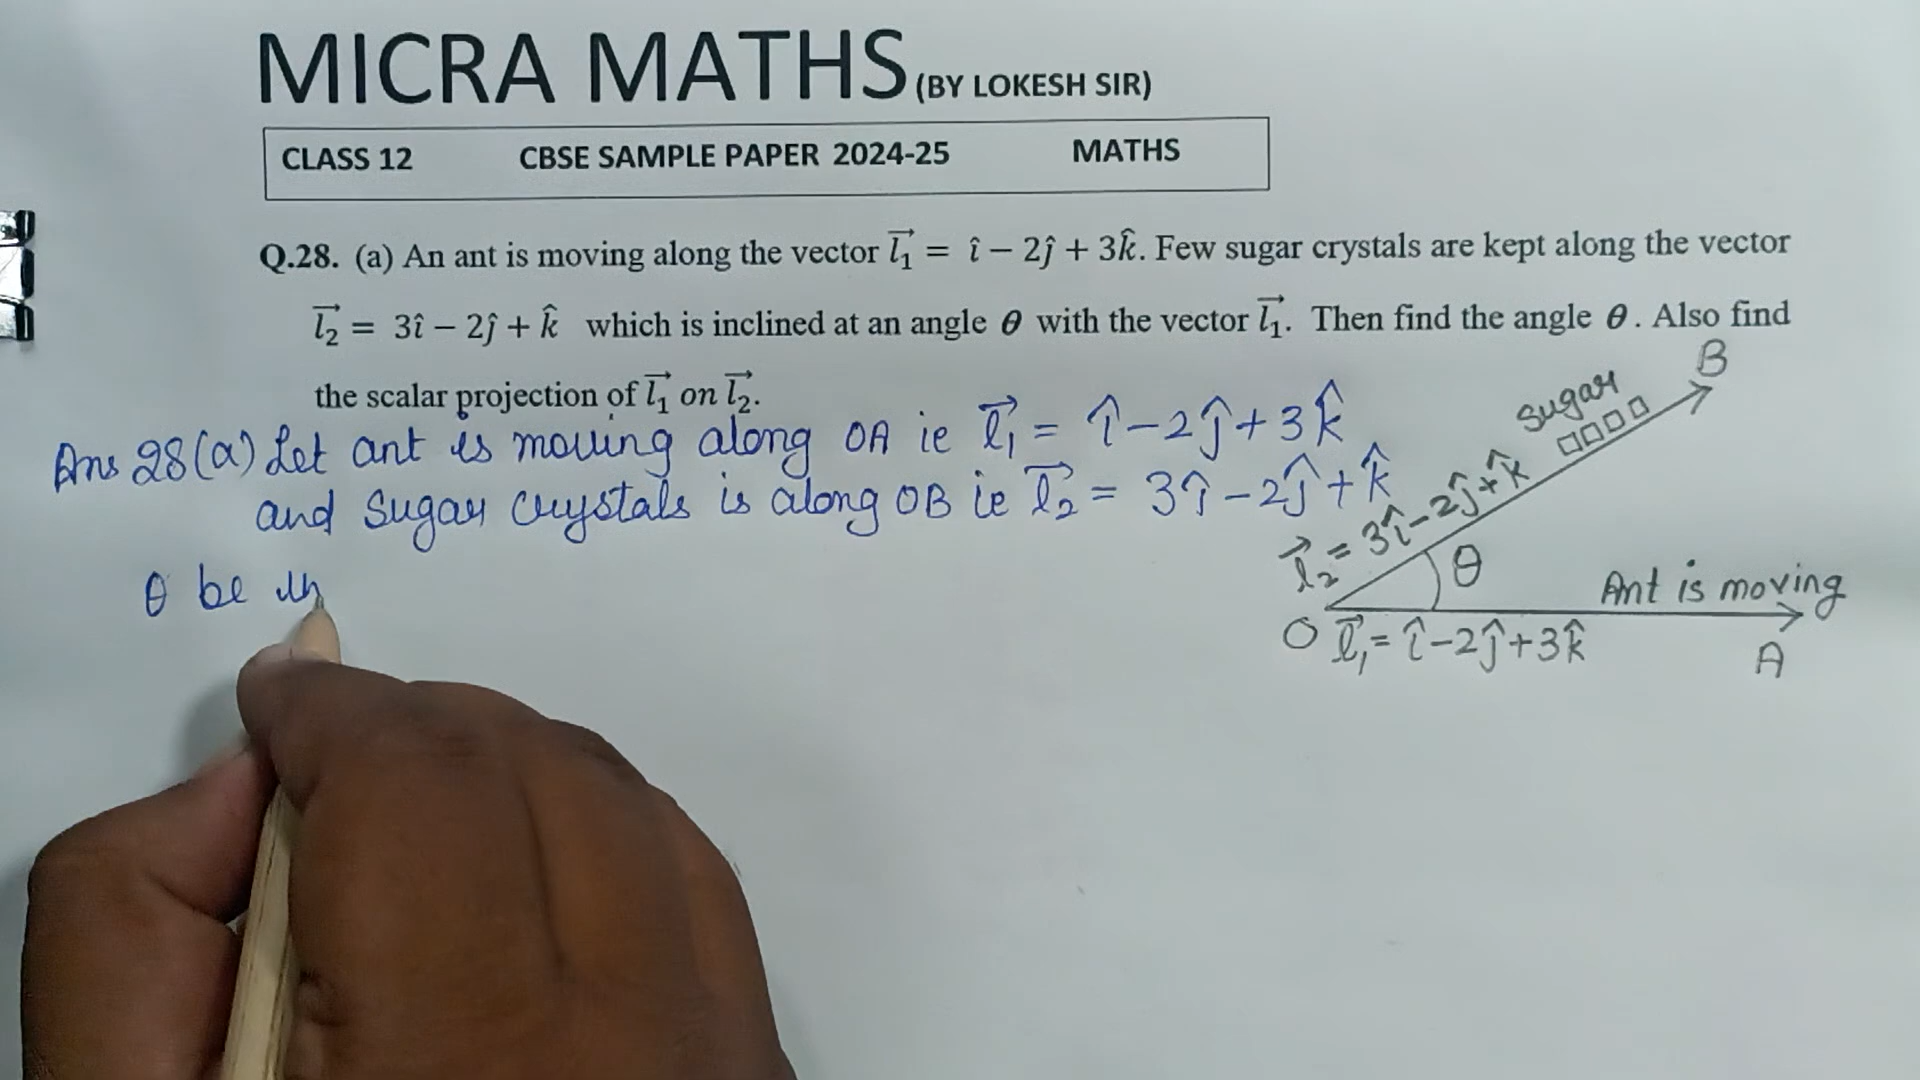 MICRA MATHS (BY LOKESH SIR)
CLASS 12 CBSE SAMPLE PAPER 2024-25 MATHS
Q.28. (a) An ant is moving along the vector l₁⃗ = î − 2ĵ + 3k̂. Few sugar crystals are kept along the vector
l₂⃗ = 3î − 2ĵ + k̂ which is inclined at an angle θ with the vector l₁⃗. Then find the angle θ. Also find
the scalar projection of l₁⃗ on l₂⃗.
Ans 28(a) Let ant is moving along OA ie l₁⃗ = î−2ĵ+3k̂
and Sugar Crystals is along OB ie l₂⃗ = 3î−2ĵ+k̂
θ be
B
Sugar
l₂⃗ = 3î−2ĵ+k̂
θ
Ant is moving
O l₁⃗ = î−2ĵ+3k̂
A